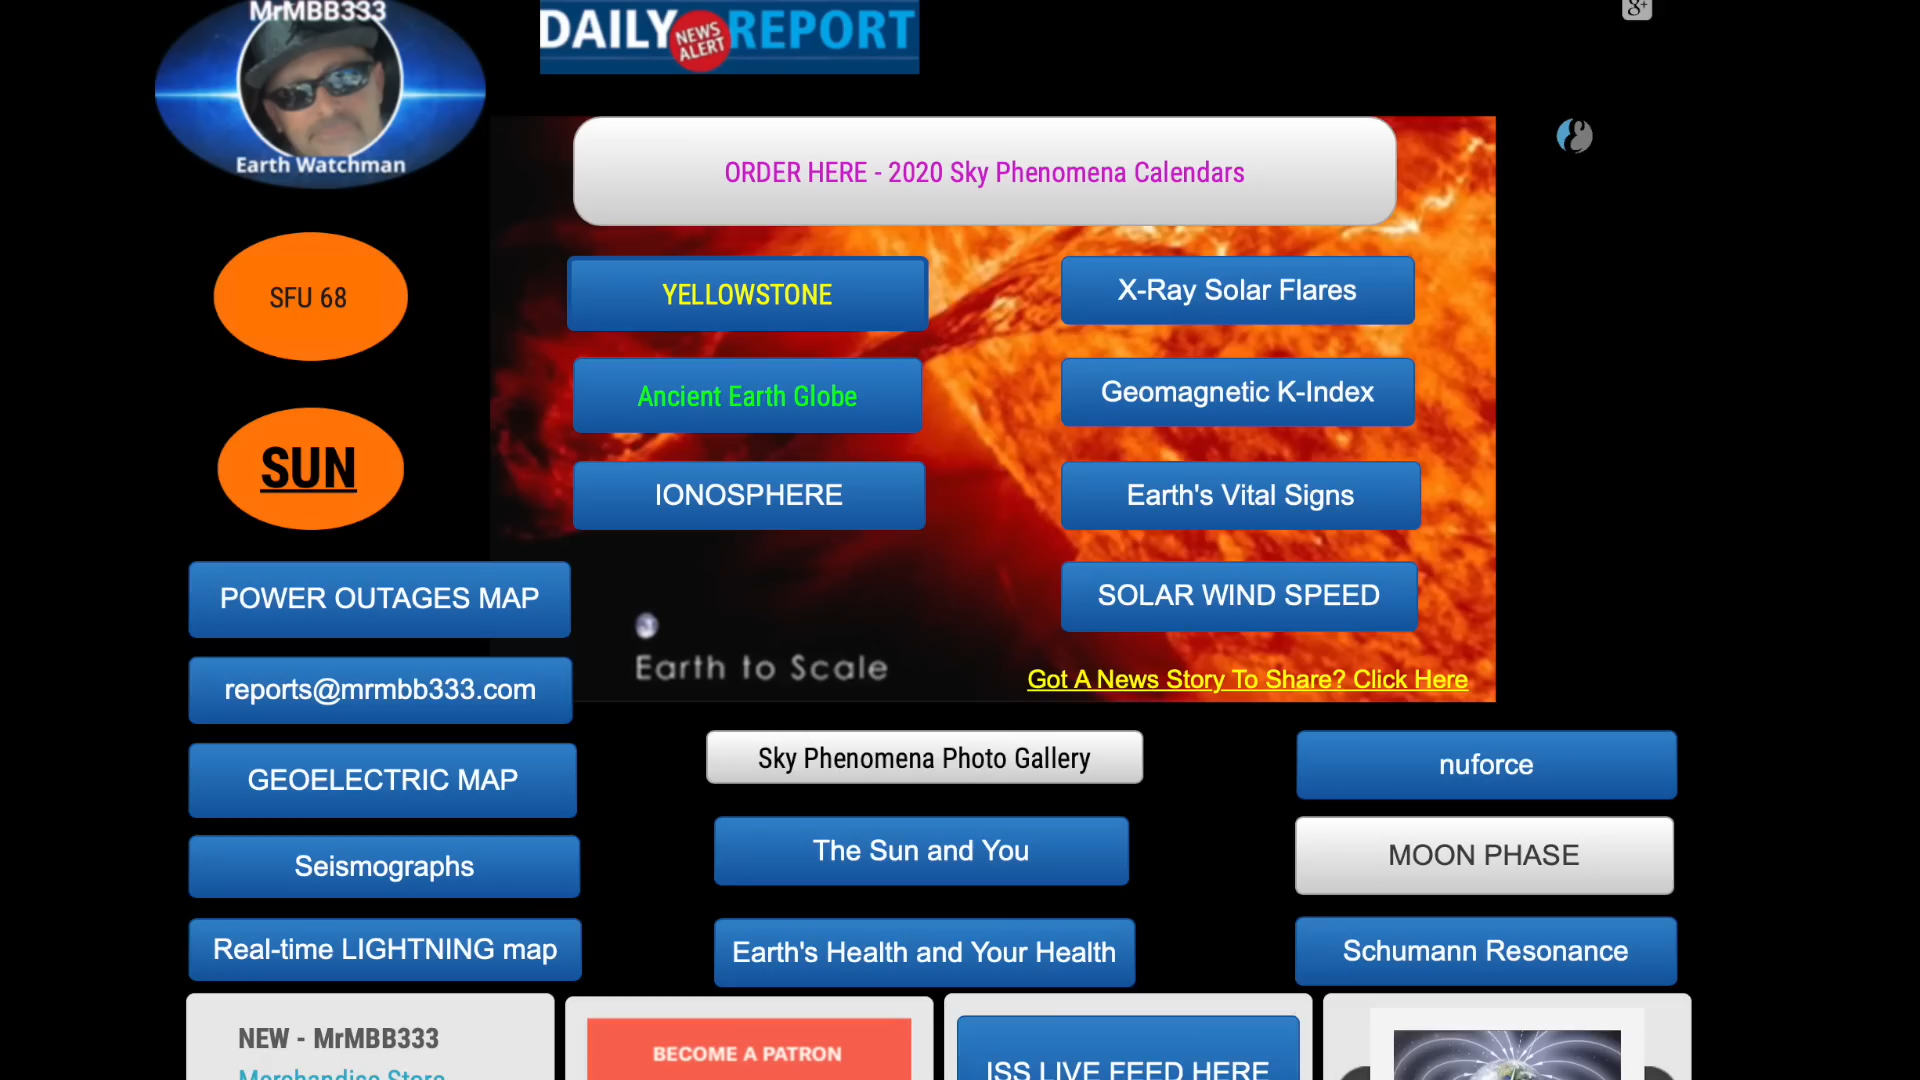 MrMBB333
Earth Watchman
DAILY NEWS ALERT REPORT
g+
ORDER HERE - 2020 Sky Phenomena Calendars
SFU 68
YELLOWSTONE
X-Ray Solar Flares
Ancient Earth Globe
Geomagnetic K-Index
SUN
IONOSPHERE
Earth's Vital Signs
POWER OUTAGES MAP
SOLAR WIND SPEED
Earth to Scale
reports@mrmbb333.com
Got A News Story To Share? Click Here
Sky Phenomena Photo Gallery
nuforce
GEOELECTRIC MAP
The Sun and You
MOON PHASE
Seismographs
Real-time LIGHTNING map
Earth's Health and Your Health
Schumann Resonance
NEW - MrMBB333
Merchandise Store
BECOME A PATRON
ISS LIVE FEED HERE